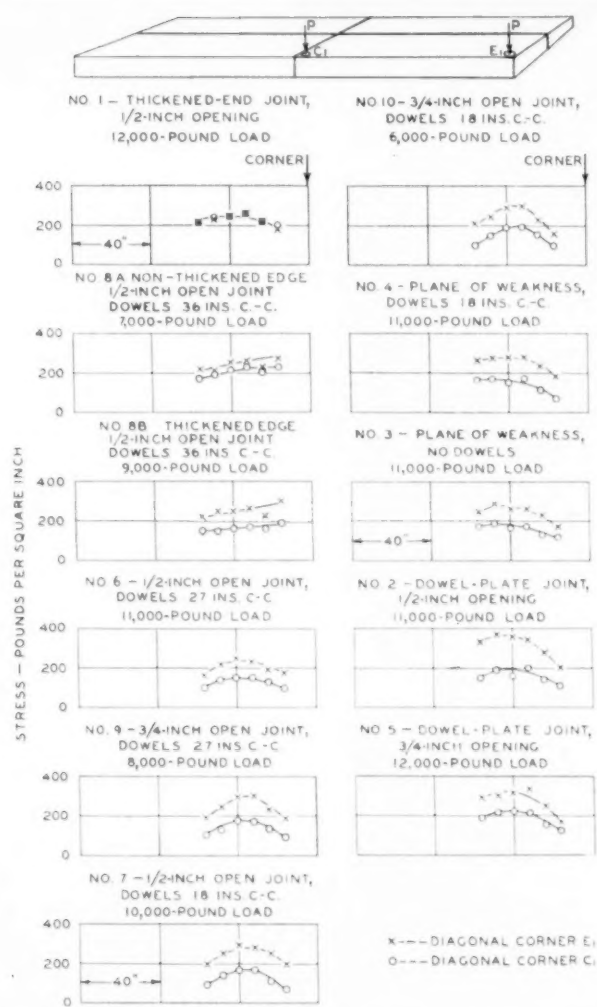 P
P
C₁
E₁
NO. 1 – THICKENED-END JOINT,
1/2-INCH OPENING
12,000-POUND LOAD
CORNER
400
200
0
40"
NO. 8A NON-THICKENED EDGE
1/2-INCH OPEN JOINT
DOWELS 36 INS. C.-C.
7,000-POUND LOAD
400
200
0
NO. 8B THICKENED EDGE
1/2-INCH OPEN JOINT
DOWELS 36 INS C-C.
9,000-POUND LOAD
400
200
0
NO. 6 – 1/2-INCH OPEN JOINT,
DOWELS 27 INS. C-C
11,000-POUND LOAD
400
200
0
NO. 9 – 3/4-INCH OPEN JOINT,
DOWELS 27 INS C-C
8,000-POUND LOAD
400
200
0
NO. 7 – 1/2-INCH OPEN JOINT,
DOWELS 18 INS. C-C.
10,000-POUND LOAD
400
200
0
40"
STRESS – POUNDS PER SQUARE INCH
NO 10 – 3/4-INCH OPEN JOINT,
DOWELS 18 INS. C-C.
6,000-POUND LOAD
CORNER
NO. 4 – PLANE OF WEAKNESS,
DOWELS 18 INS. C-C.
11,000-POUND LOAD
NO. 3 – PLANE OF WEAKNESS,
NO DOWELS
11,000-POUND LOAD
40"
NO. 2 – DOWEL-PLATE JOINT,
1/2-INCH OPENING
11,000-POUND LOAD
NO 5 – DOWEL-PLATE JOINT,
3/4-INCH OPENING
12,000-POUND LOAD
X--– DIAGONAL CORNER E₁
O--– DIAGONAL CORNER C₁